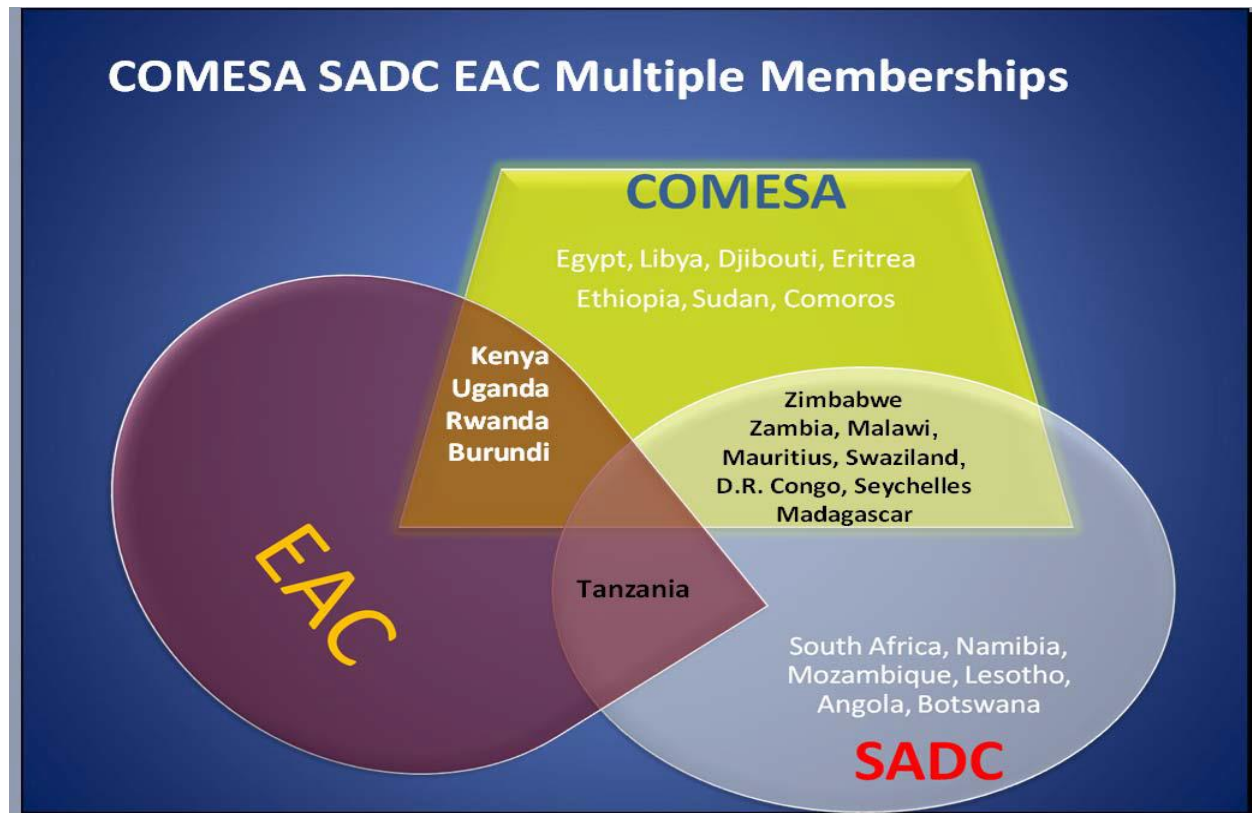 COMESA SADC EAC Multiple Memberships
COMESA
Egypt, Libya, Djibouti, Eritrea
Ethiopia, Sudan, Comoros
Kenya
Uganda
Rwanda
Burundi
Zimbabwe
Zambia, Malawi,
Mauritius, Swaziland,
D.R. Congo, Seychelles
Madagascar
EAC
Tanzania
South Africa, Namibia,
Mozambique, Lesotho,
Angola, Botswana
SADC